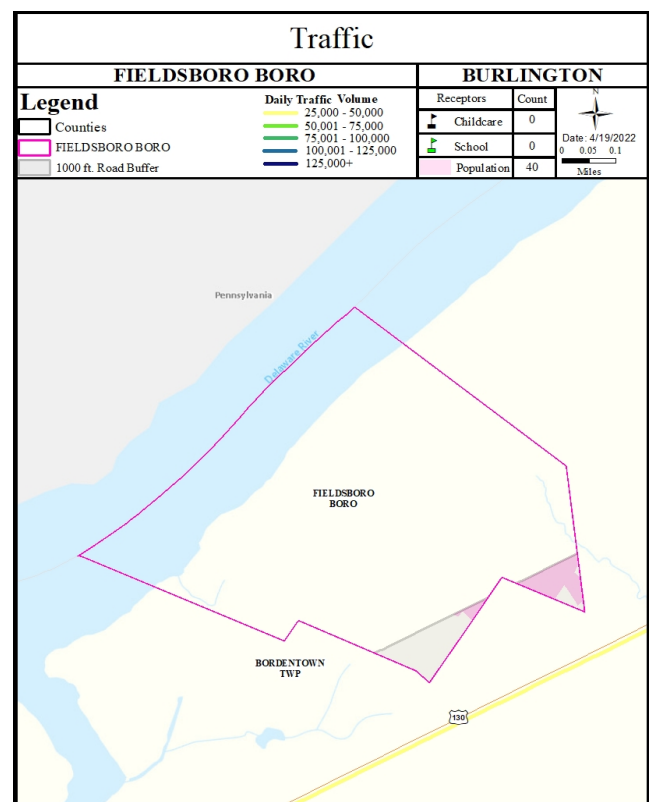 Traffic
FIELDSBORO BORO
BURLINGTON
Legend
Counties
FIELDSBORO BORO
1000 ft. Road Buffer
Daily Traffic Volume
25,000 - 50,000
50,001 - 75,000
75,001 - 100,000
100,001 - 125,000
125,000+
Receptors Count
Childcare 0
School 0
Population 40
N
Date: 4/19/2022
0 0.05 0.1
Miles
Pennsylvania
Delaware River
FIELDSBORO
BORO
BORDENTOWN
TWP
130